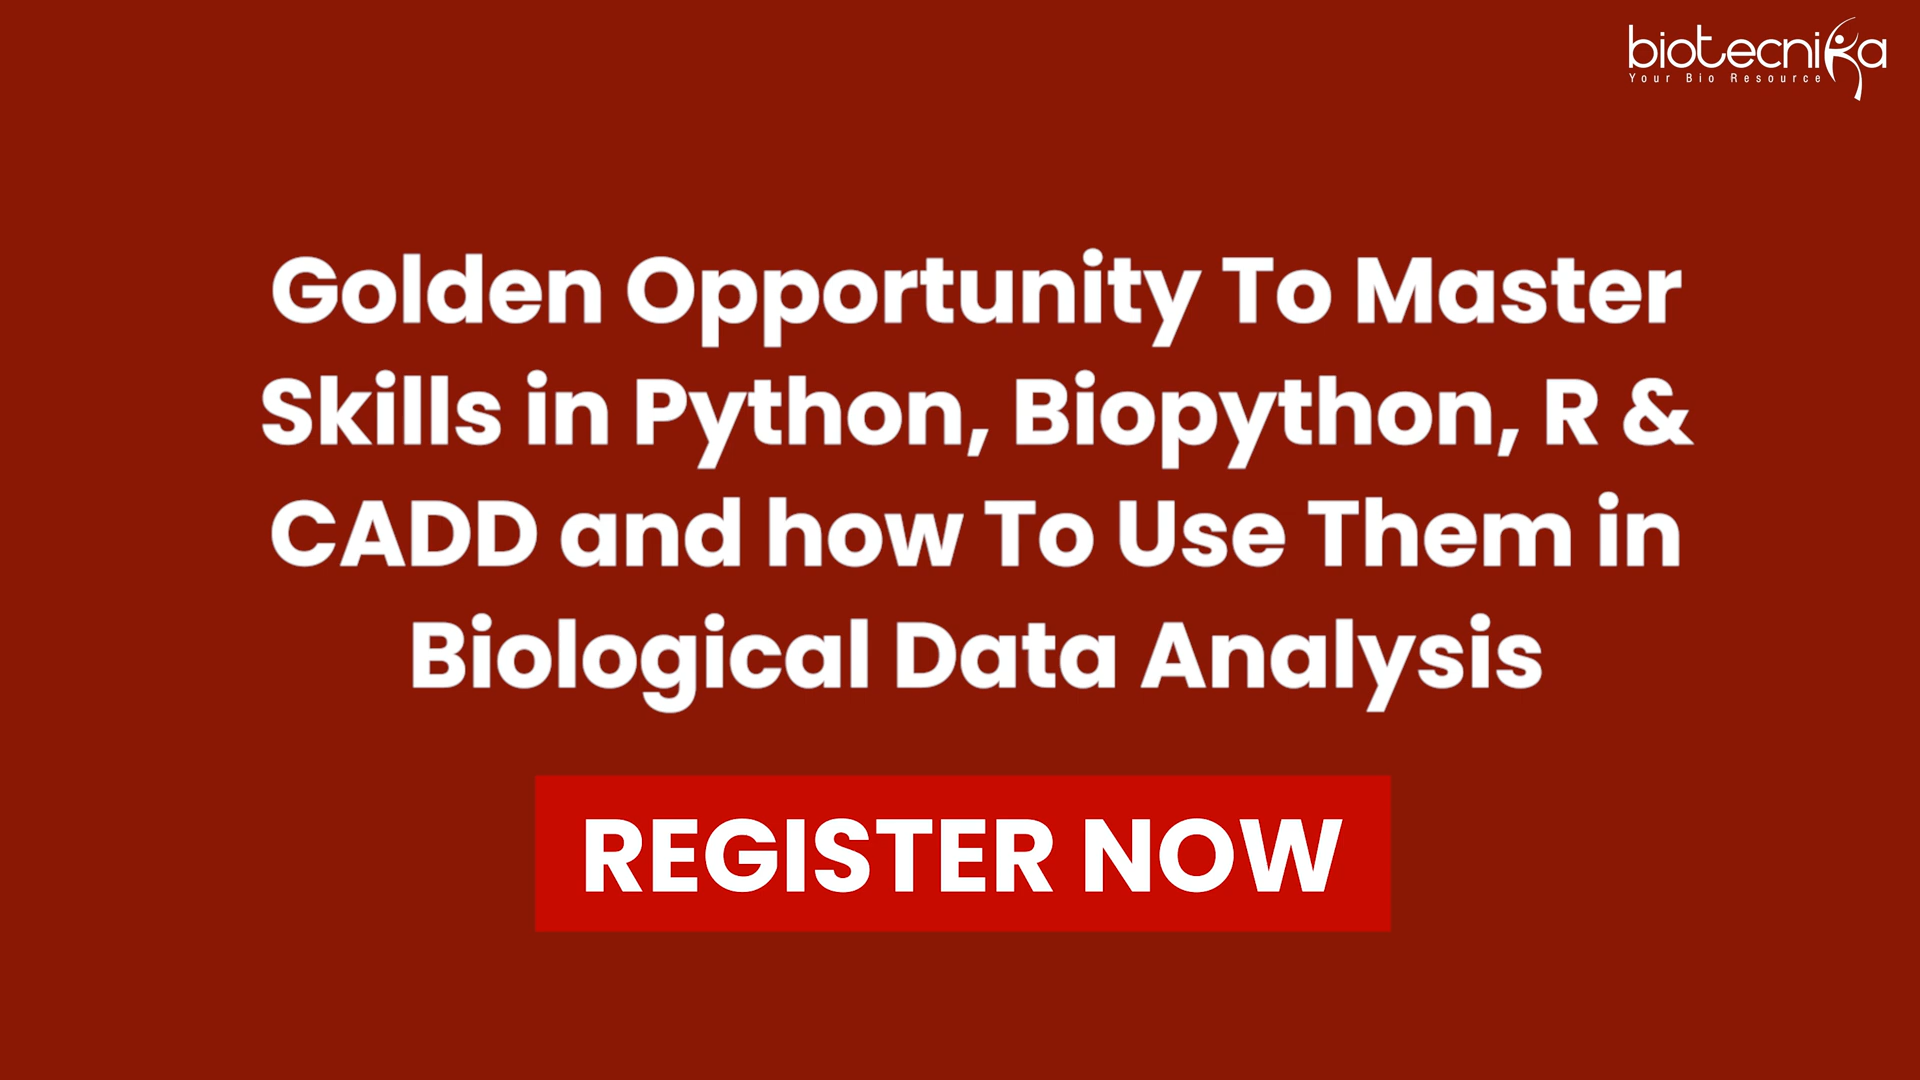 biotecnika
Your Bio Resource
Golden Opportunity To Master
Skills in Python, Biopython, R &
CADD and how To Use Them in
Biological Data Analysis
REGISTER NOW